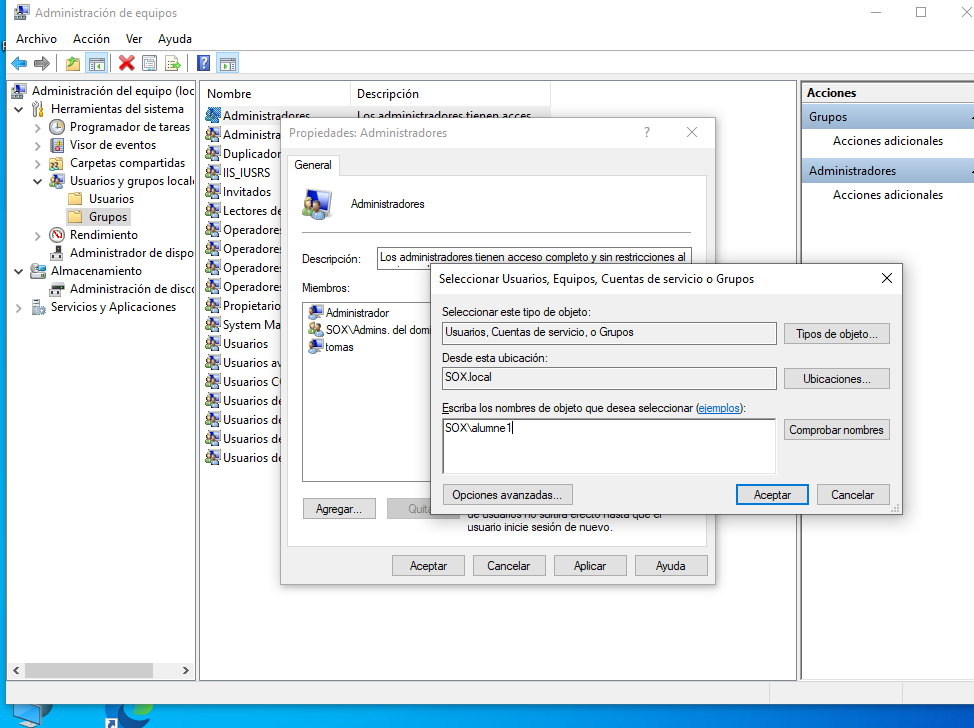 Administración de equipos
Archivo Acción Ver Ayuda
Administración del equipo (loc
Herramientas del sistema
Programador de tareas
Visor de eventos
Carpetas compartidas
Usuarios y grupos locale
Usuarios
Grupos
Rendimiento
Administrador de dispo
Almacenamiento
Administración de disco
Servicios y Aplicaciones
Nombre Descripción
Administradores Los administradores tienen acces
Administra
Duplicador
IIS_IUSRS
Invitados
Lectores de
Operadores
Operadores
Operadores
Operadores
Propietario
System Ma
Usuarios
Usuarios av
Usuarios CO
Usuarios de
Usuarios de
Usuarios de
Usuarios de
Acciones
Grupos
Acciones adicionales
Administradores
Acciones adicionales
Propiedades: Administradores ?
General
Administradores
Descripción: Los administradores tienen acceso completo y sin restricciones al
Miembros:
Administrador
SOX\Admins. del domi
tomas
Agregar... Quita
de usuarios no surtirá efecto hasta que el
usuario inicie sesión de nuevo.
Aceptar Cancelar Aplicar Ayuda
Seleccionar Usuarios, Equipos, Cuentas de servicio o Grupos
Seleccionar este tipo de objeto:
Usuarios, Cuentas de servicio, o Grupos Tipos de objeto...
Desde esta ubicación:
SOX.local Ubicaciones...
Escriba los nombres de objeto que desea seleccionar (ejemplos):
SOX\alumne1 Comprobar nombres
Opciones avanzadas... Aceptar Cancelar